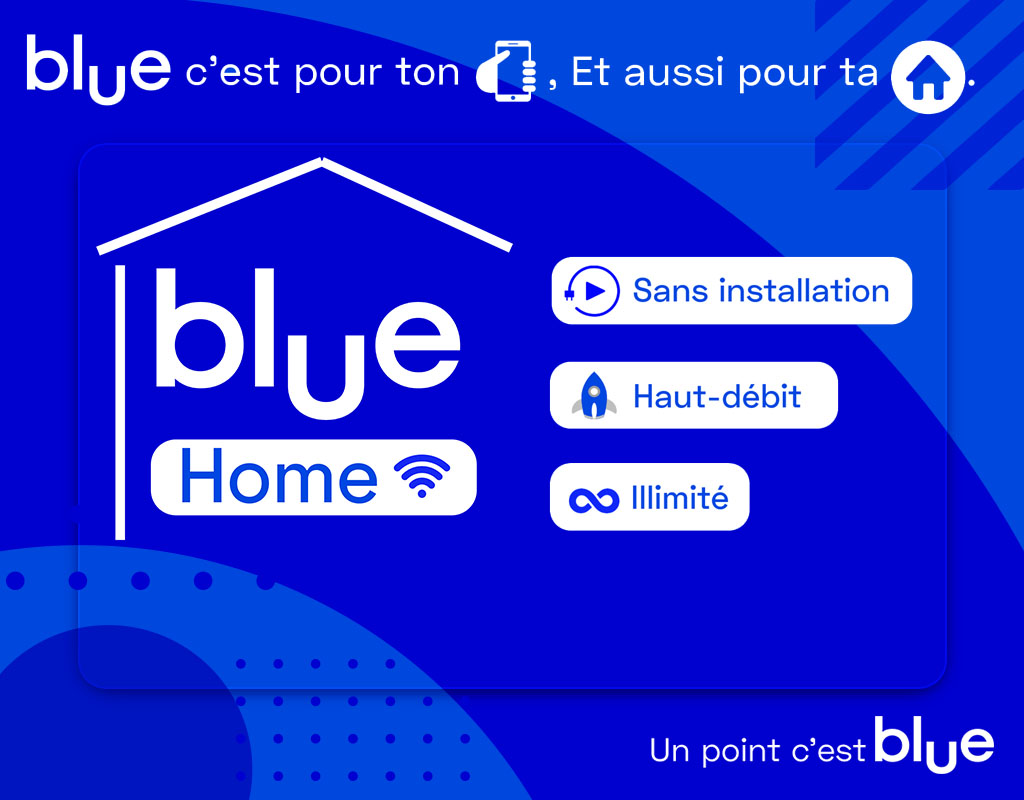 blue c'est pour ton , Et aussi pour ta .
blue
Home
Sans installation
Haut-débit
Illimité
Un point c'est blue